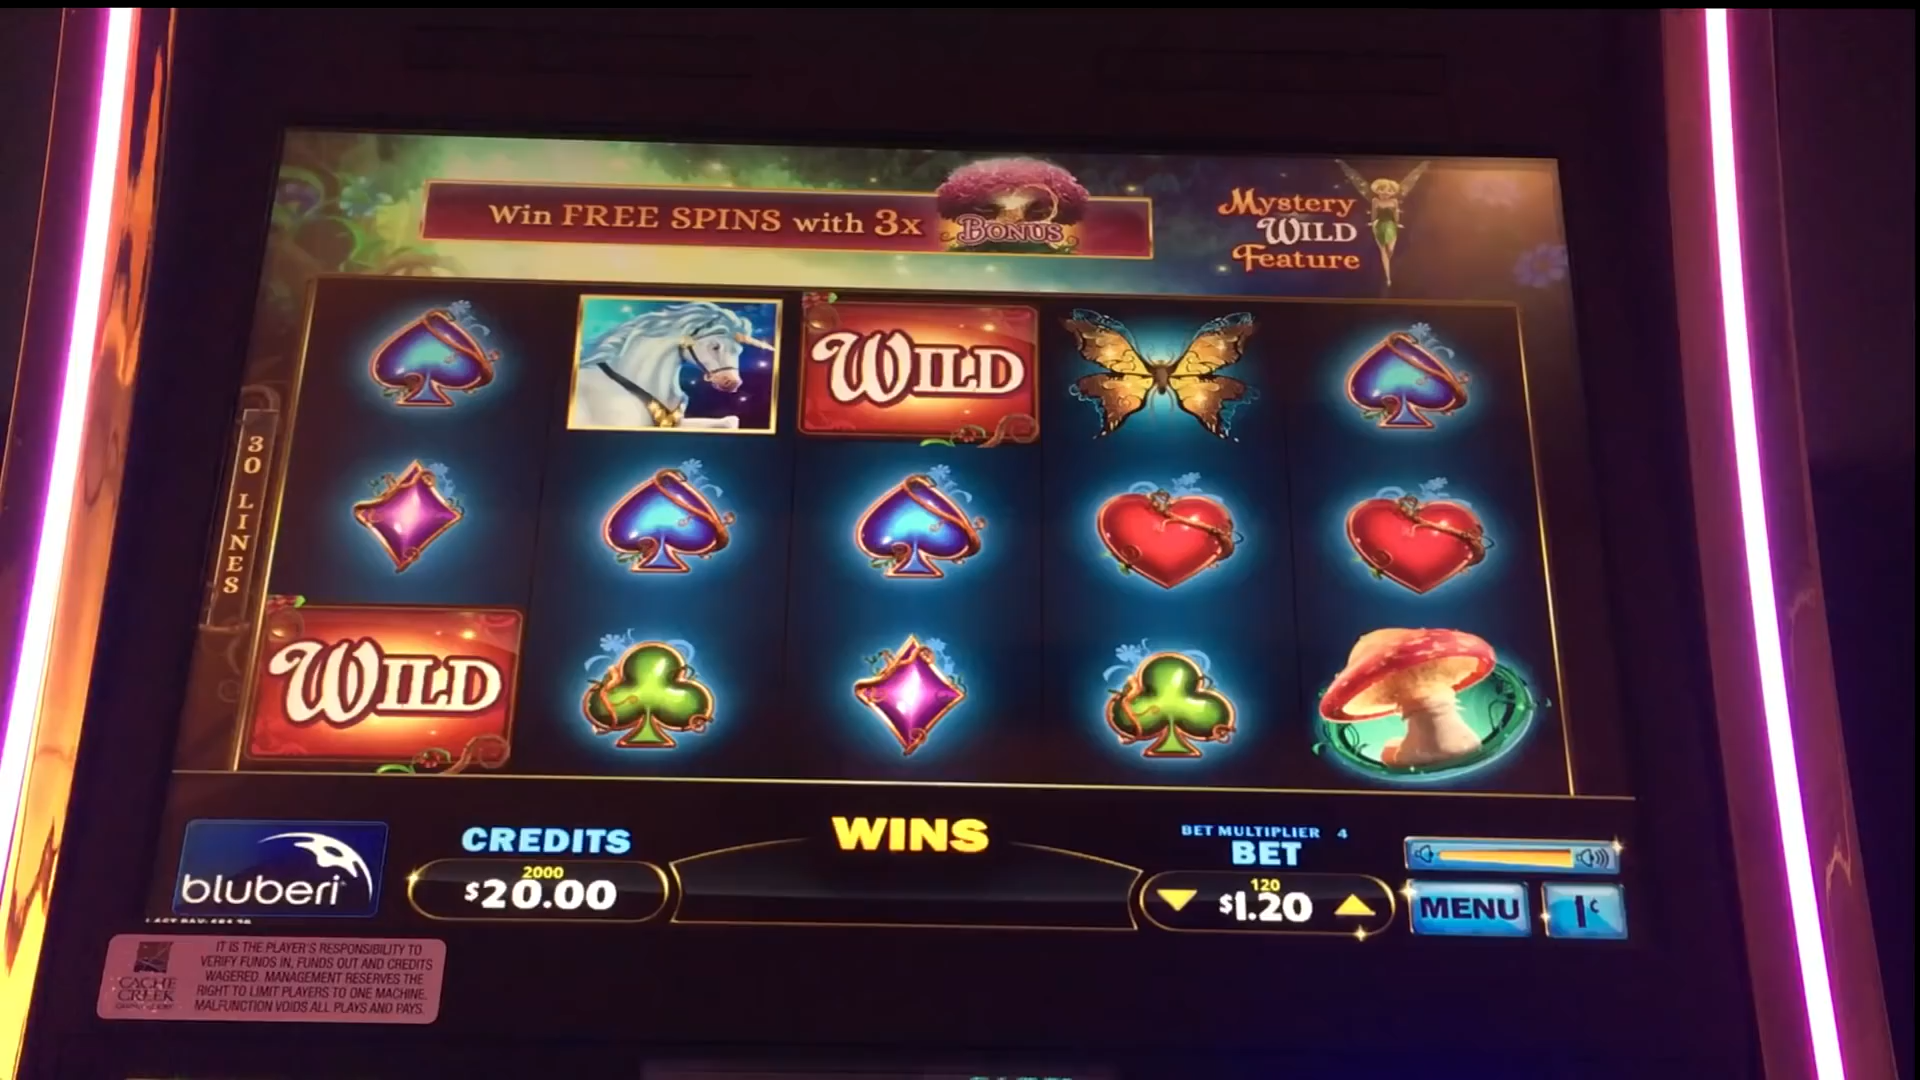 Win FREE SPINS with 3x
BONUS
Mystery
WILD
Feature
WILD
30 LINES
WILD
bluberi
CREDITS
2000
$20.00
WINS
BET MULTIPLIER 4
BET
120
$1.20
MENU
1¢
IT IS THE PLAYER'S RESPONSIBILITY TO
VERIFY FUNDS IN, FUNDS OUT AND CREDITS
WAGERED. MANAGEMENT RESERVES THE
RIGHT TO LIMIT PLAYERS TO ONE MACHINE.
MALFUNCTION VOIDS ALL PLAYS AND PAYS.
CACHE
CREEK